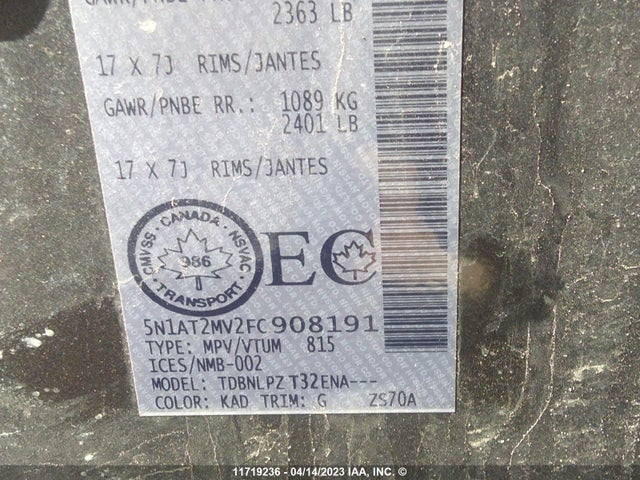 2363 LB
17 X 7J RIMS/JANTES
GAWR/PNBE RR.: 1089 KG
2401 LB
17 X 7J RIMS/JANTES
CANADA
CMVSS · NSVAC
986
TRANSPORT
EC
5N1AT2MV2FC908191
TYPE: MPV/VTUM 815
ICES/NMB-002
MODEL: TDBNLPZ T32ENA---
COLOR: KAD TRIM: G ZS70A
11719236 - 04/14/2023 IAA, INC. ©